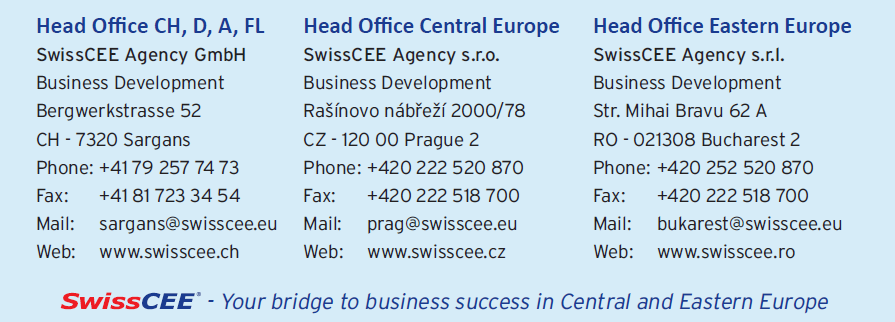 Head Office CH, D, A, FL
SwissCEE Agency GmbH
Business Development
Bergwerkstrasse 52
CH - 7320 Sargans
Phone: +41 79 257 74 73
Fax: +41 81 723 34 54
Mail: sargans@swisscee.eu
Web: www.swisscee.ch
Head Office Central Europe
SwissCEE Agency s.r.o.
Business Development
Rašínovo nábřeží 2000/78
CZ - 120 00 Prague 2
Phone: +420 222 520 870
Fax: +420 222 518 700
Mail: prag@swisscee.eu
Web: www.swisscee.cz
Head Office Eastern Europe
SwissCEE Agency s.r.l.
Business Development
Str. Mihai Bravu 62 A
RO - 021308 Bucharest 2
Phone: +420 252 520 870
Fax: +420 222 518 700
Mail: bukarest@swisscee.eu
Web: www.swisscee.ro
SwissCEE® - Your bridge to business success in Central and Eastern Europe